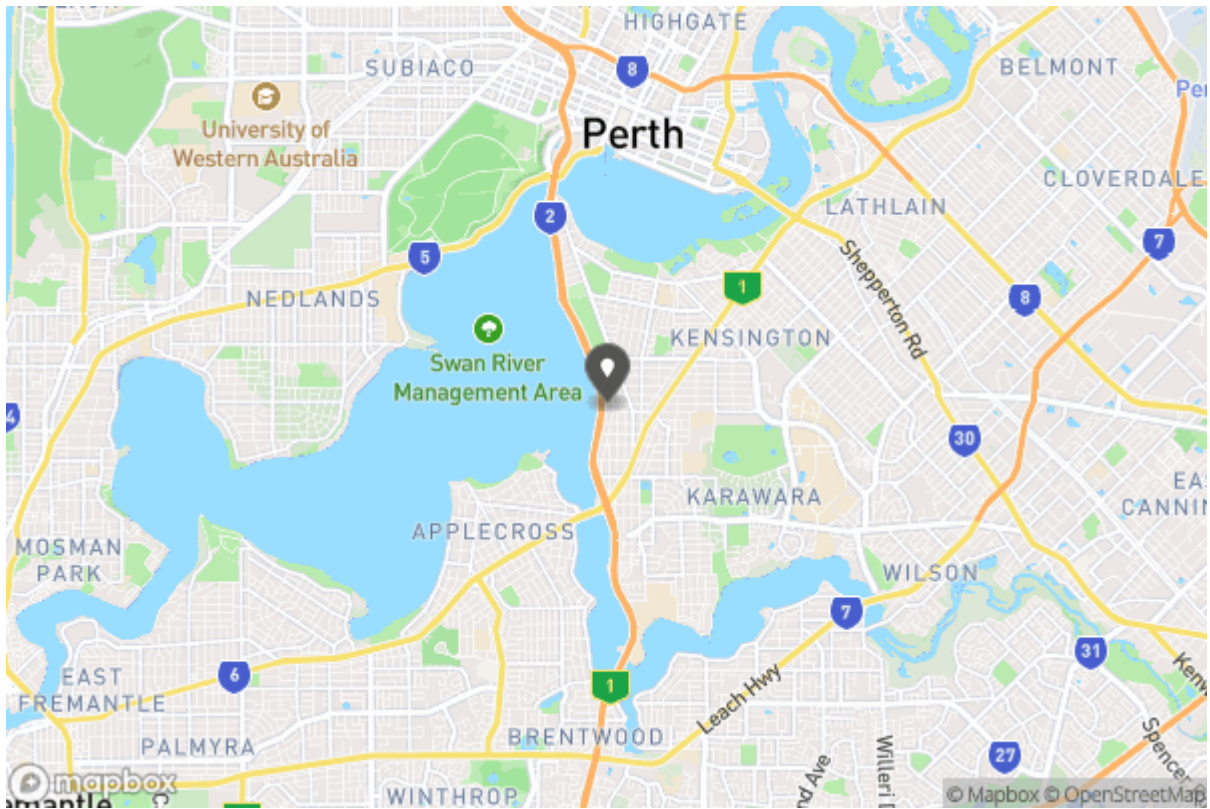 HIGHGATE
SUBIACO
8
BELMONT
University of
Western Australia
Perth
CLOVERDALE
2
LATHLAIN
5
7
NEDLANDS
1
Shepperton Rd
8
KENSINGTON
Swan River
Management Area
30
KARAWARA
APPLECROSS
MOSMAN
PARK
WILSON
7
31
6
EAST
FREMANTLE
1
Leach Hwy
BRENTWOOD
PALMYRA
27
mapbox
WINTHROP
© Mapbox © OpenStreetMap